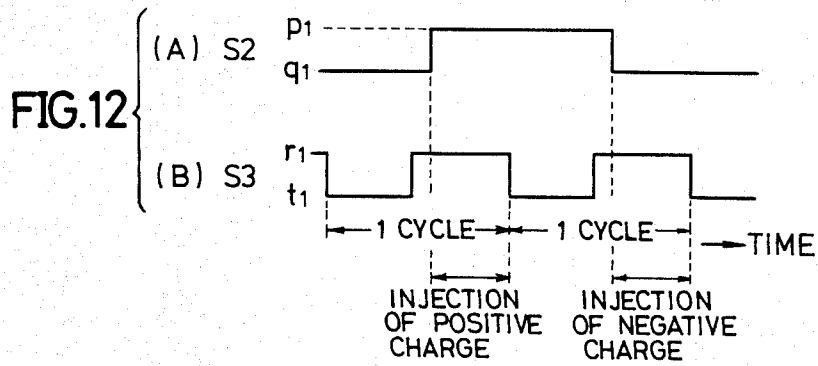 FIG.12
(A) S2
p1
q1
(B) S3
r1
t1
1 CYCLE
1 CYCLE
TIME
INJECTION
OF POSITIVE
CHARGE
INJECTION
OF NEGATIVE
CHARGE